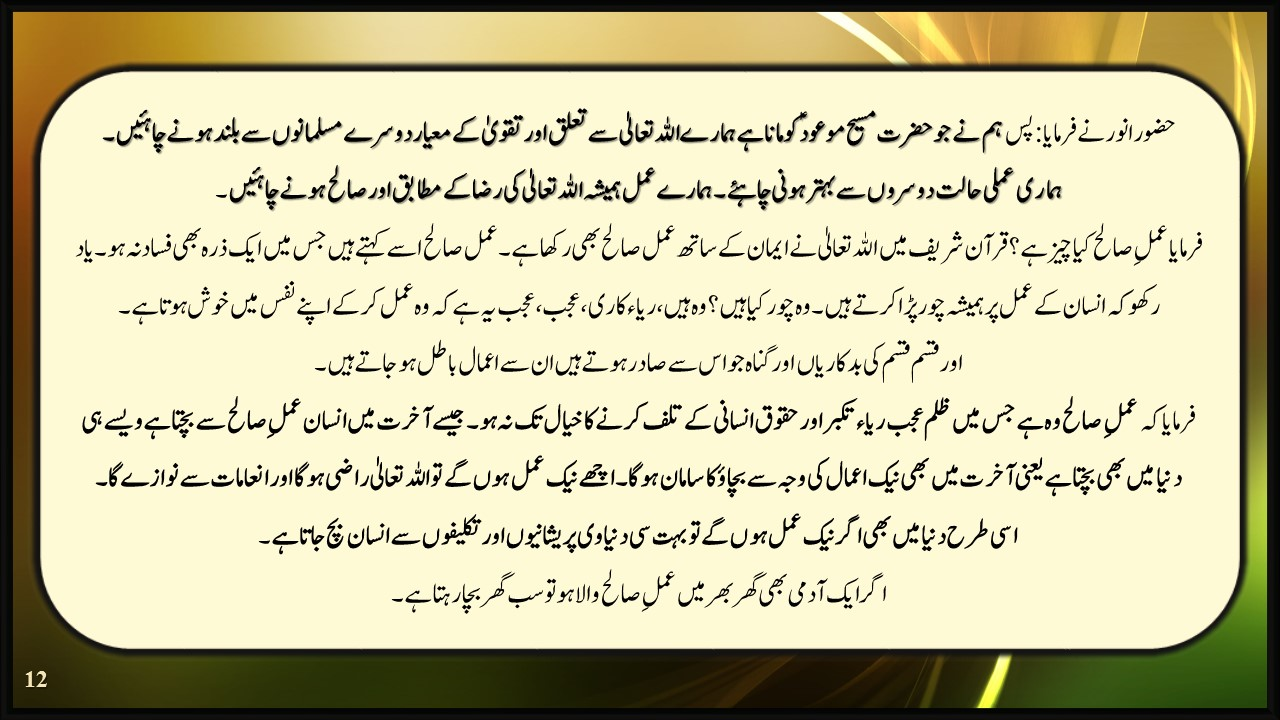 حضور انور نے فرمایا: پس ہم نے جو حضرت مسیح موعودؑ کو مانا ہے ہمارے اللہ تعالیٰ سے تعلق اور تقویٰ کے معیار دوسرے مسلمانوں سے بلند ہونے چاہئیں۔
ہماری عملی حالت دوسروں سے بہتر ہونی چاہئے۔ ہمارے عمل ہمیشہ اللہ تعالیٰ کی رضا کے مطابق اور صالح ہونے چاہئیں۔
فرمایا عملِ صالح کیا چیز ہے؟ قرآن شریف میں اللہ تعالیٰ نے ایمان کے ساتھ عمل صالح بھی رکھا ہے۔ عمل صالح اسے کہتے ہیں جس میں ایک ذرہ بھی فساد نہ ہو۔ یاد
رکھو کہ انسان کے عمل پر ہمیشہ چور پڑا کرتے ہیں۔ وہ چور کیا ہیں؟ وہ ہیں، ریاء کاری، عجب، عجب یہ ہے کہ وہ عمل کر کے اپنے نفس میں خوش ہوتا ہے۔
اور قسم قسم کی بدکاریاں اور گناہ جو اس سے صادر ہوتے ہیں ان سے اعمال باطل ہو جاتے ہیں۔
فرمایا کہ عملِ صالح وہ ہے جس میں ظلم عجب ریاء تکبر اور حقوق انسانی کے تلف کرنے کا خیال تک نہ ہو۔ جیسے آخرت میں انسان عملِ صالح سے بچتا ہے ویسے ہی
دنیا میں بھی بچتا ہے یعنی آخرت میں بھی نیک اعمال کی وجہ سے بچاؤ کا سامان ہوگا۔ اچھے نیک عمل ہوں گے تو اللہ تعالیٰ راضی ہوگا اور انعامات سے نوازے گا۔
اسی طرح دنیا میں بھی اگر نیک عمل ہوں گے تو بہت سی دنیاوی پریشانیوں اور تکلیفوں سے انسان بچ جاتا ہے۔
اگر ایک آدمی بھی گھر بھر میں عملِ صالح والا ہو تو سب گھر بچا رہتا ہے۔
12